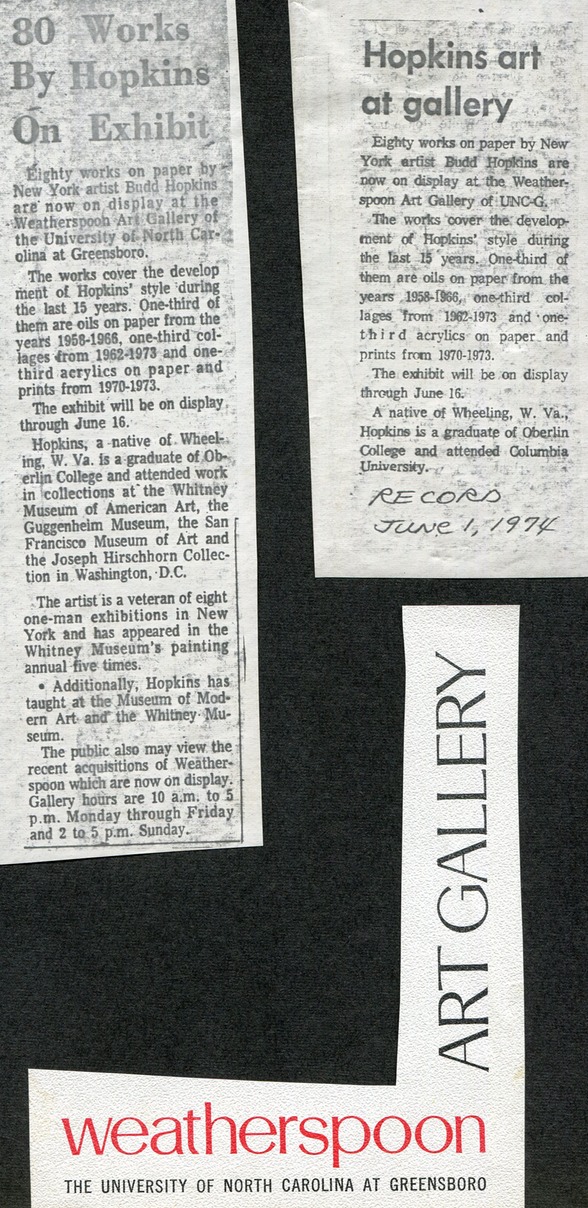 80 Works
By Hopkins
On Exhibit
Eighty works on paper by
New York artist Budd Hopkins
are now on display at the
Weatherspoon Art Gallery of
the University of North Car-
olina at Greensboro.
The works cover the develop
ment of Hopkins' style during
the last 15 years. One-third of
them are oils on paper from the
years 1958-1966, one-third col-
lages from 1962-1973 and one-
third acrylics on paper and
prints from 1970-1973.
The exhibit will be on display
through June 16.
Hopkins, a native of Wheel-
ing, W. Va. is a graduate of Ob-
erlin College and attended work
in collections at the Whitney
Museum of American Art, the
Guggenheim Museum, the San
Francisco Museum of Art and
the Joseph Hirschhorn Collec-
tion in Washington, D.C.
The artist is a veteran of eight
one-man exhibitions in New
York and has appeared in the
Whitney Museum's painting
annual five times.
• Additionally, Hopkins has
taught at the Museum of Mod-
ern Art and the Whitney Mu-
seum.
The public also may view the
recent acquisitions of Weather-
spoon which are now on display.
Gallery hours are 10 a.m. to 5
p.m. Monday through Friday
and 2 to 5 p.m. Sunday.
Hopkins art
at gallery
Eighty works on paper by New
York artist Budd Hopkins are
now on display at the Weather-
spoon Art Gallery of UNC-G.
The works cover the develop-
ment of Hopkins' style during
the last 15 years. One-third of
them are oils on paper from the
years 1958-1966, one-third col-
lages from 1962-1973 and one-
third acrylics on paper and
prints from 1970-1973.
The exhibit will be on display
through June 16.
A native of Wheeling, W. Va.,
Hopkins is a graduate of Oberlin
College and attended Columbia
University.
RECORD
JUNE 1, 1974
ART GALLERY
weatherspoon
THE UNIVERSITY OF NORTH CAROLINA AT GREENSBORO